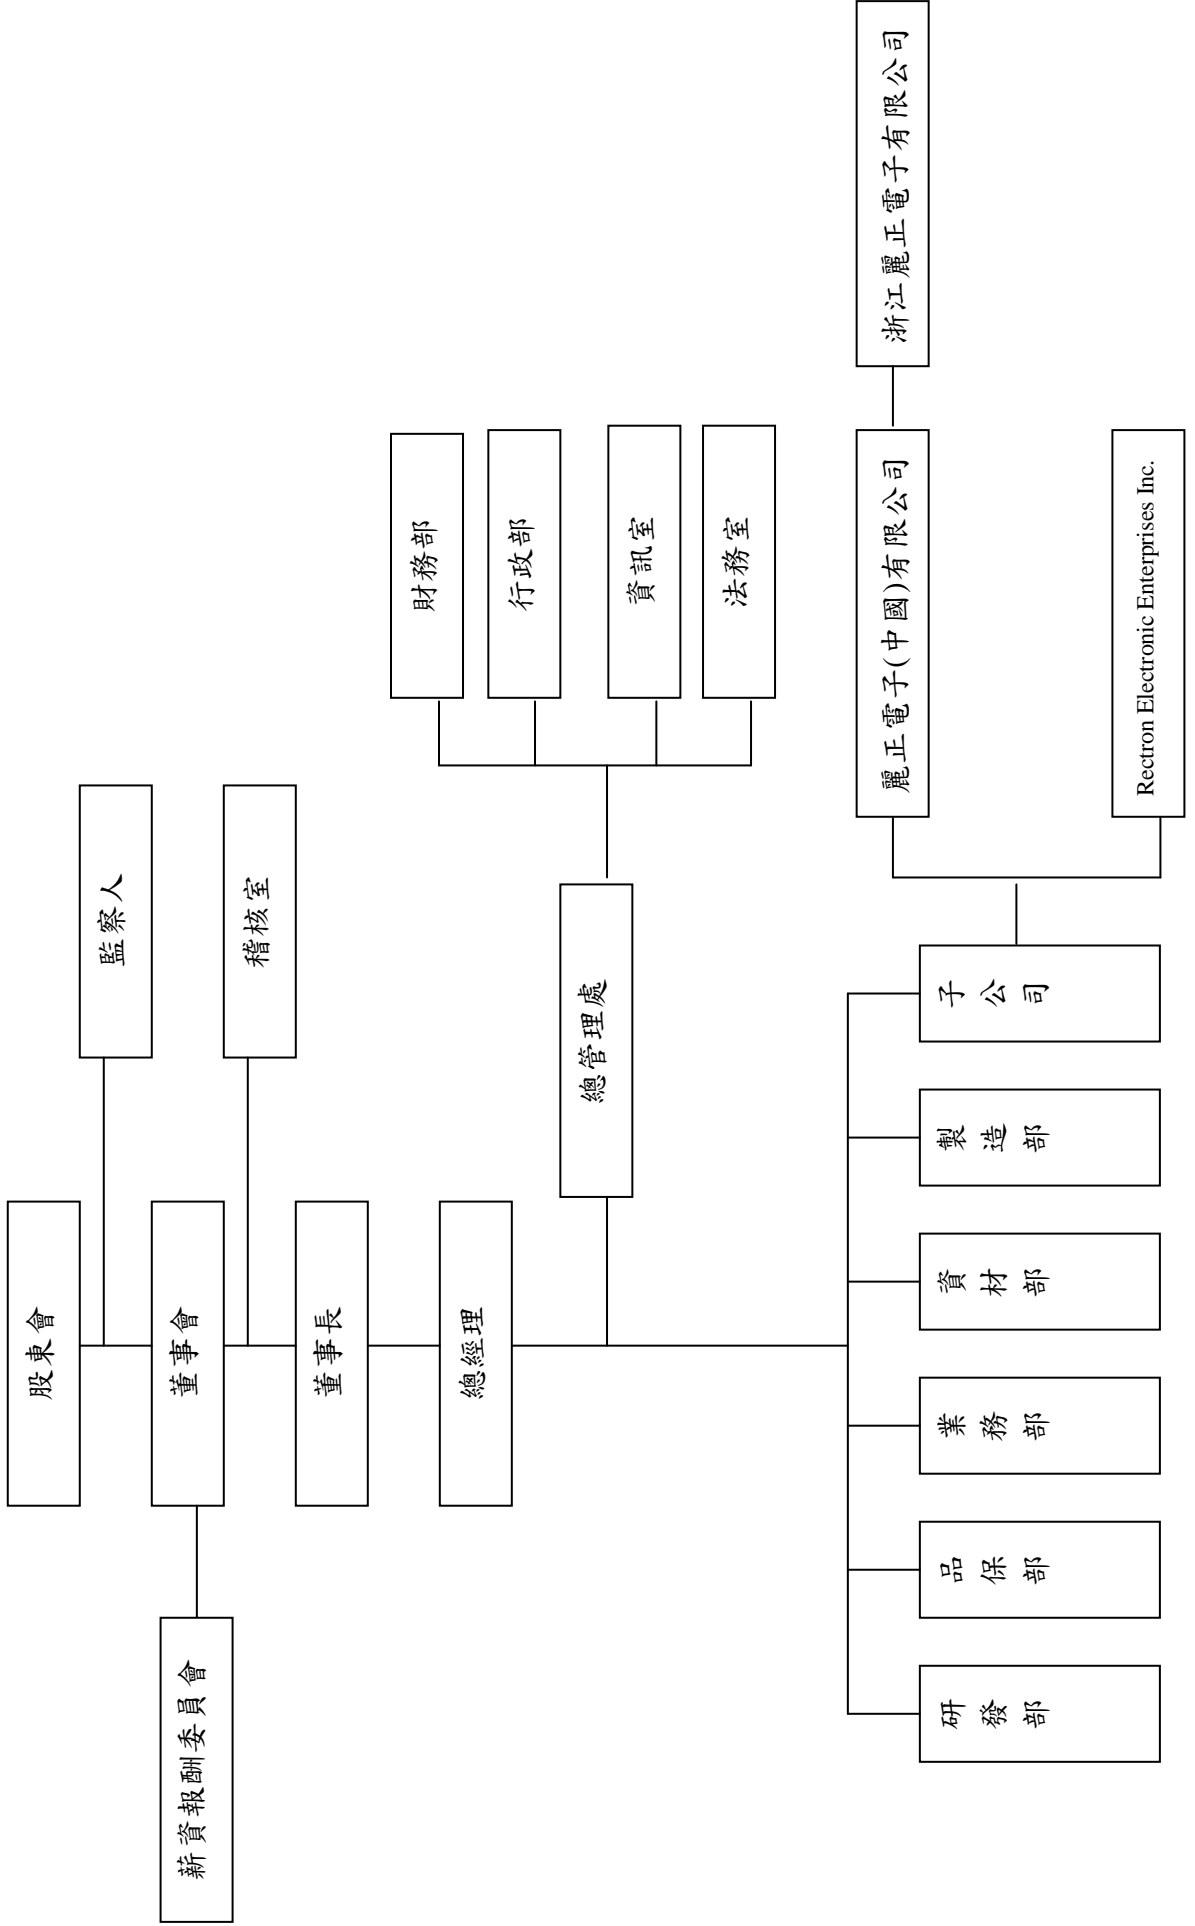 股東會
監察人
薪資報酬委員會
董事會
稽核室
董事長
總經理
總管理處
財務部
行政部
資訊室
法務室
研發部
品保部
業務部
資材部
製造部
子公司
麗正電子(中國)有限公司
浙江麗正電子有限公司
Rectron Electronic Enterprises Inc.